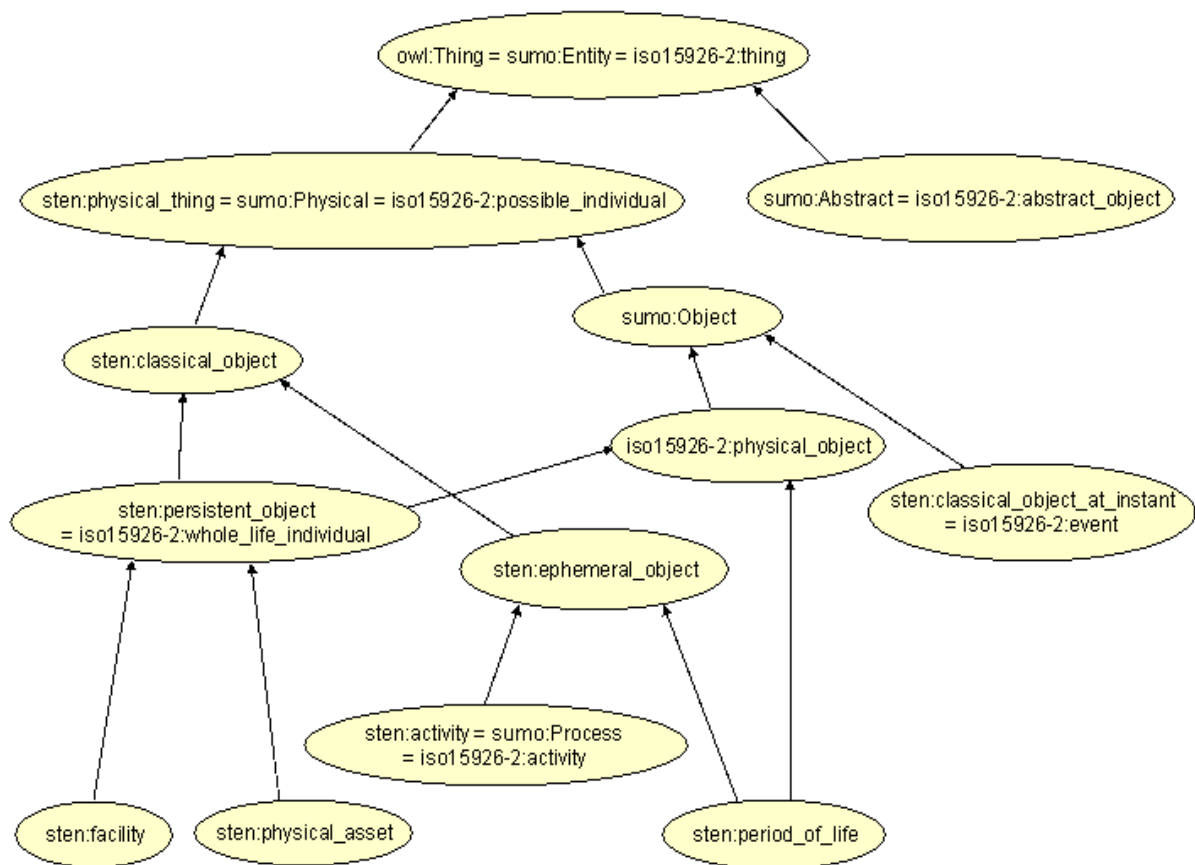 owl:Thing = sumo:Entity = iso15926-2:thing
sten:physical_thing = sumo:Physical = iso15926-2:possible_individual
sumo:Abstract = iso15926-2:abstract_object
sumo:Object
sten:classical_object
iso15926-2:physical_object
sten:persistent_object
= iso15926-2:whole_life_individual
sten:classical_object_at_instant
= iso15926-2:event
sten:ephemeral_object
sten:activity = sumo:Process
= iso15926-2:activity
sten:facility
sten:physical_asset
sten:period_of_life